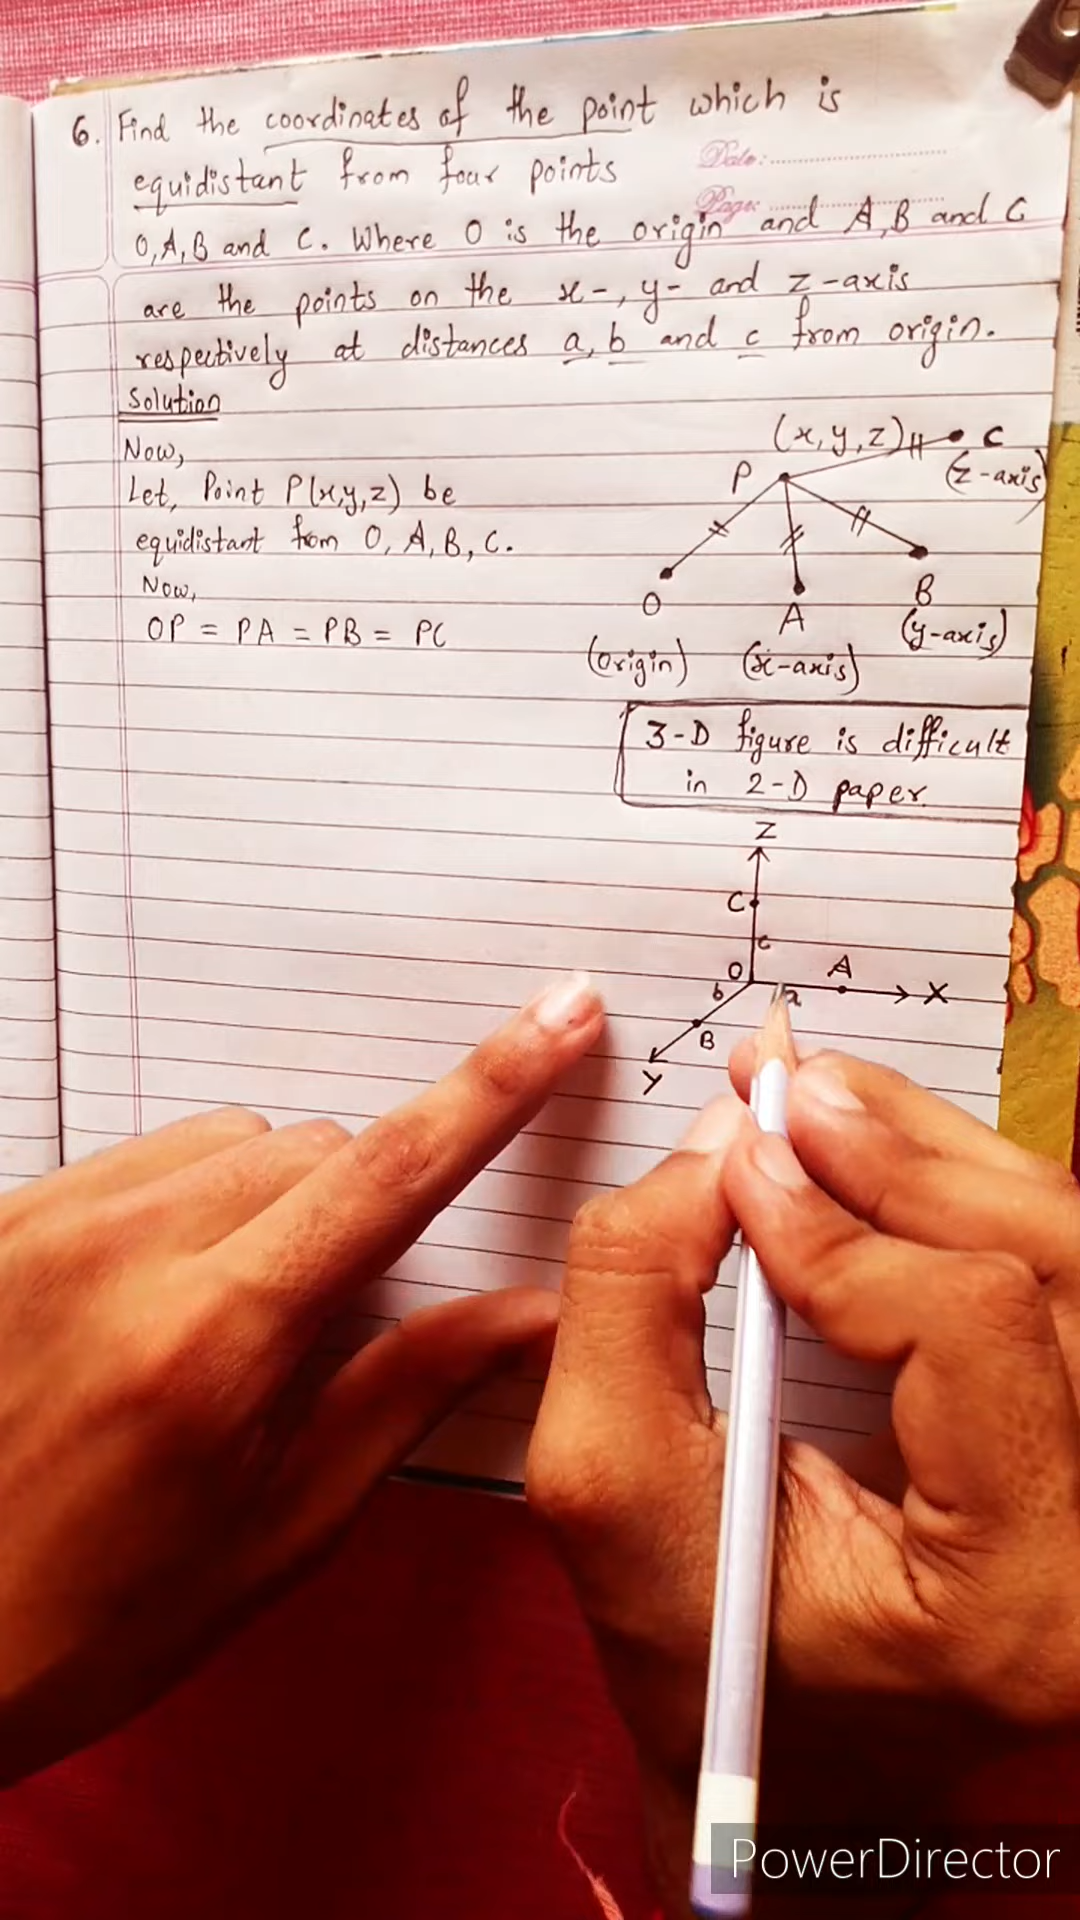 6. Find the coordinates of the point which is
equidistant from four points
Date:
Page:
O,A,B and C. Where O is the origin and A,B and C
are the points on the x-, y- and z-axis
respectively at distances a, b and c from origin.
Solution
Now,
Let, Point P(x,y,z) be
equidistant from O, A, B, C.
Now,
OP = PA = PB = PC
(x,y,z)
C
(z-axis)
P
O
A
B
(origin)
(x-axis)
(y-axis)
3-D figure is difficult
in 2-D paper.
Z
C
c
O
A
X
b
a
B
Y
PowerDirector